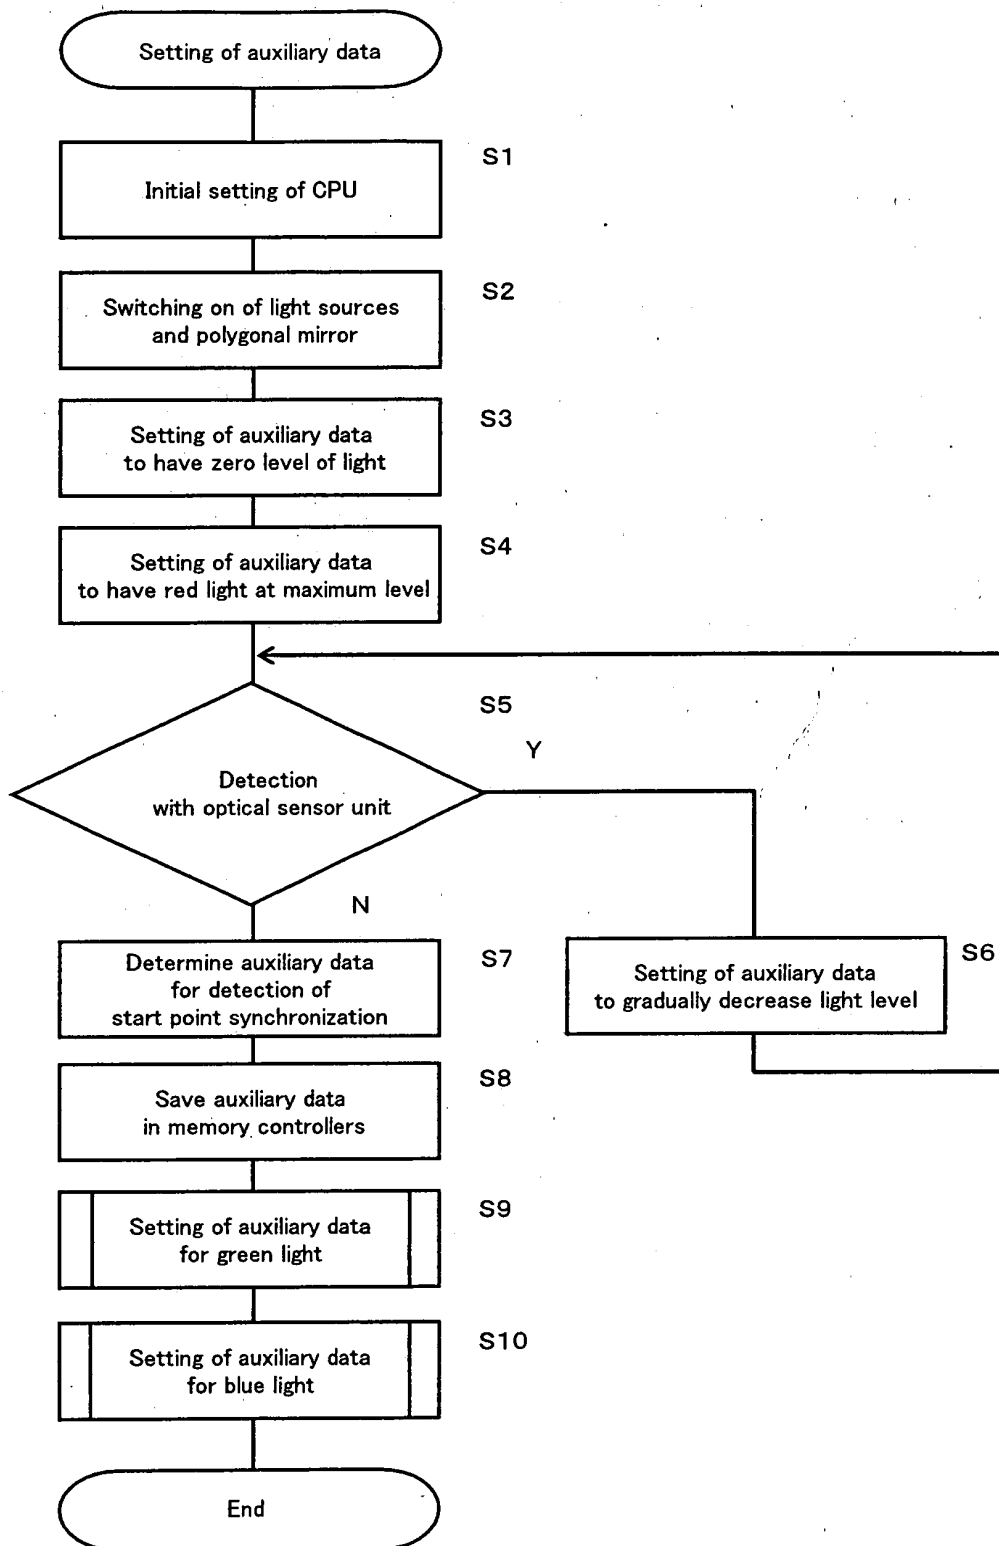 Setting of auxiliary data
S1
Initial setting of CPU
S2
Switching on of light sources
and polygonal mirror
S3
Setting of auxiliary data
to have zero level of light
S4
Setting of auxiliary data
to have red light at maximum level
S5
Y
Detection
with optical sensor unit
N
S7
Determine auxiliary data
for detection of
start point synchronization
S6
Setting of auxiliary data
to gradually decrease light level
S8
Save auxiliary data
in memory controllers
S9
Setting of auxiliary data
for green light
S10
Setting of auxiliary data
for blue light
End